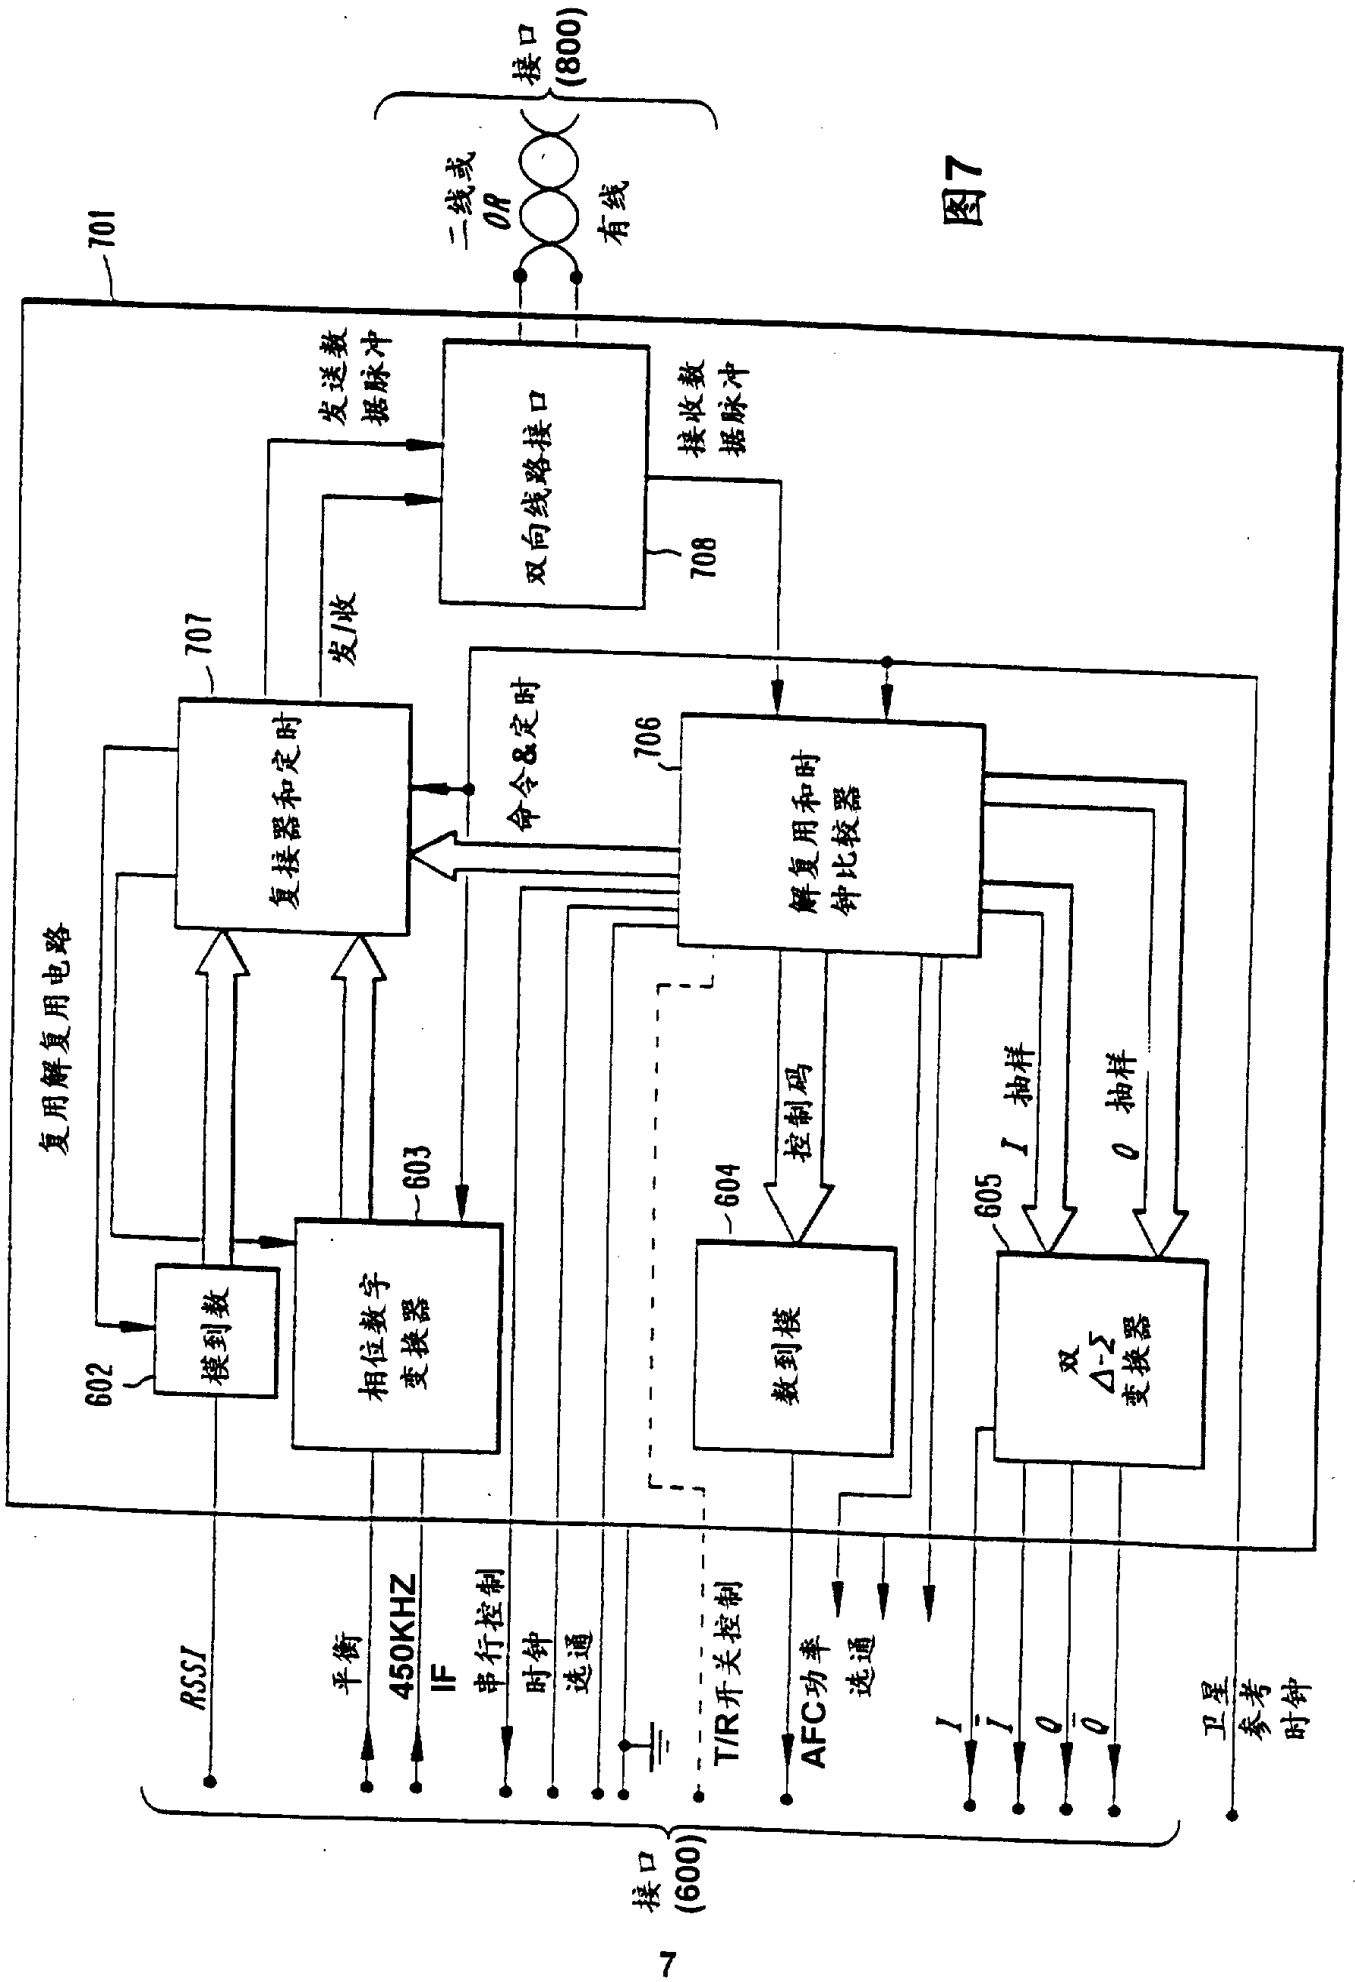 复用解复用电路
701
602
模到数
603
相位数字
变换器
707
复接器和定时
发送数
据脉冲
发/收
双向线路接口
708
接收数
据脉冲
二线或
OR
有线
接口
(800)
命令&定时
706
解复用和时
钟比较器
控制码
604
数到模
605
双
Δ-Σ
变换器
I 抽样
Q 抽样
RSSI
平衡
450KHZ
IF
串行控制
时钟
选通
T/R开关控制
AFC功率
选通
I
Ī
Q
Q̄
卫星
参考
时钟
接口
(600)
图7
7